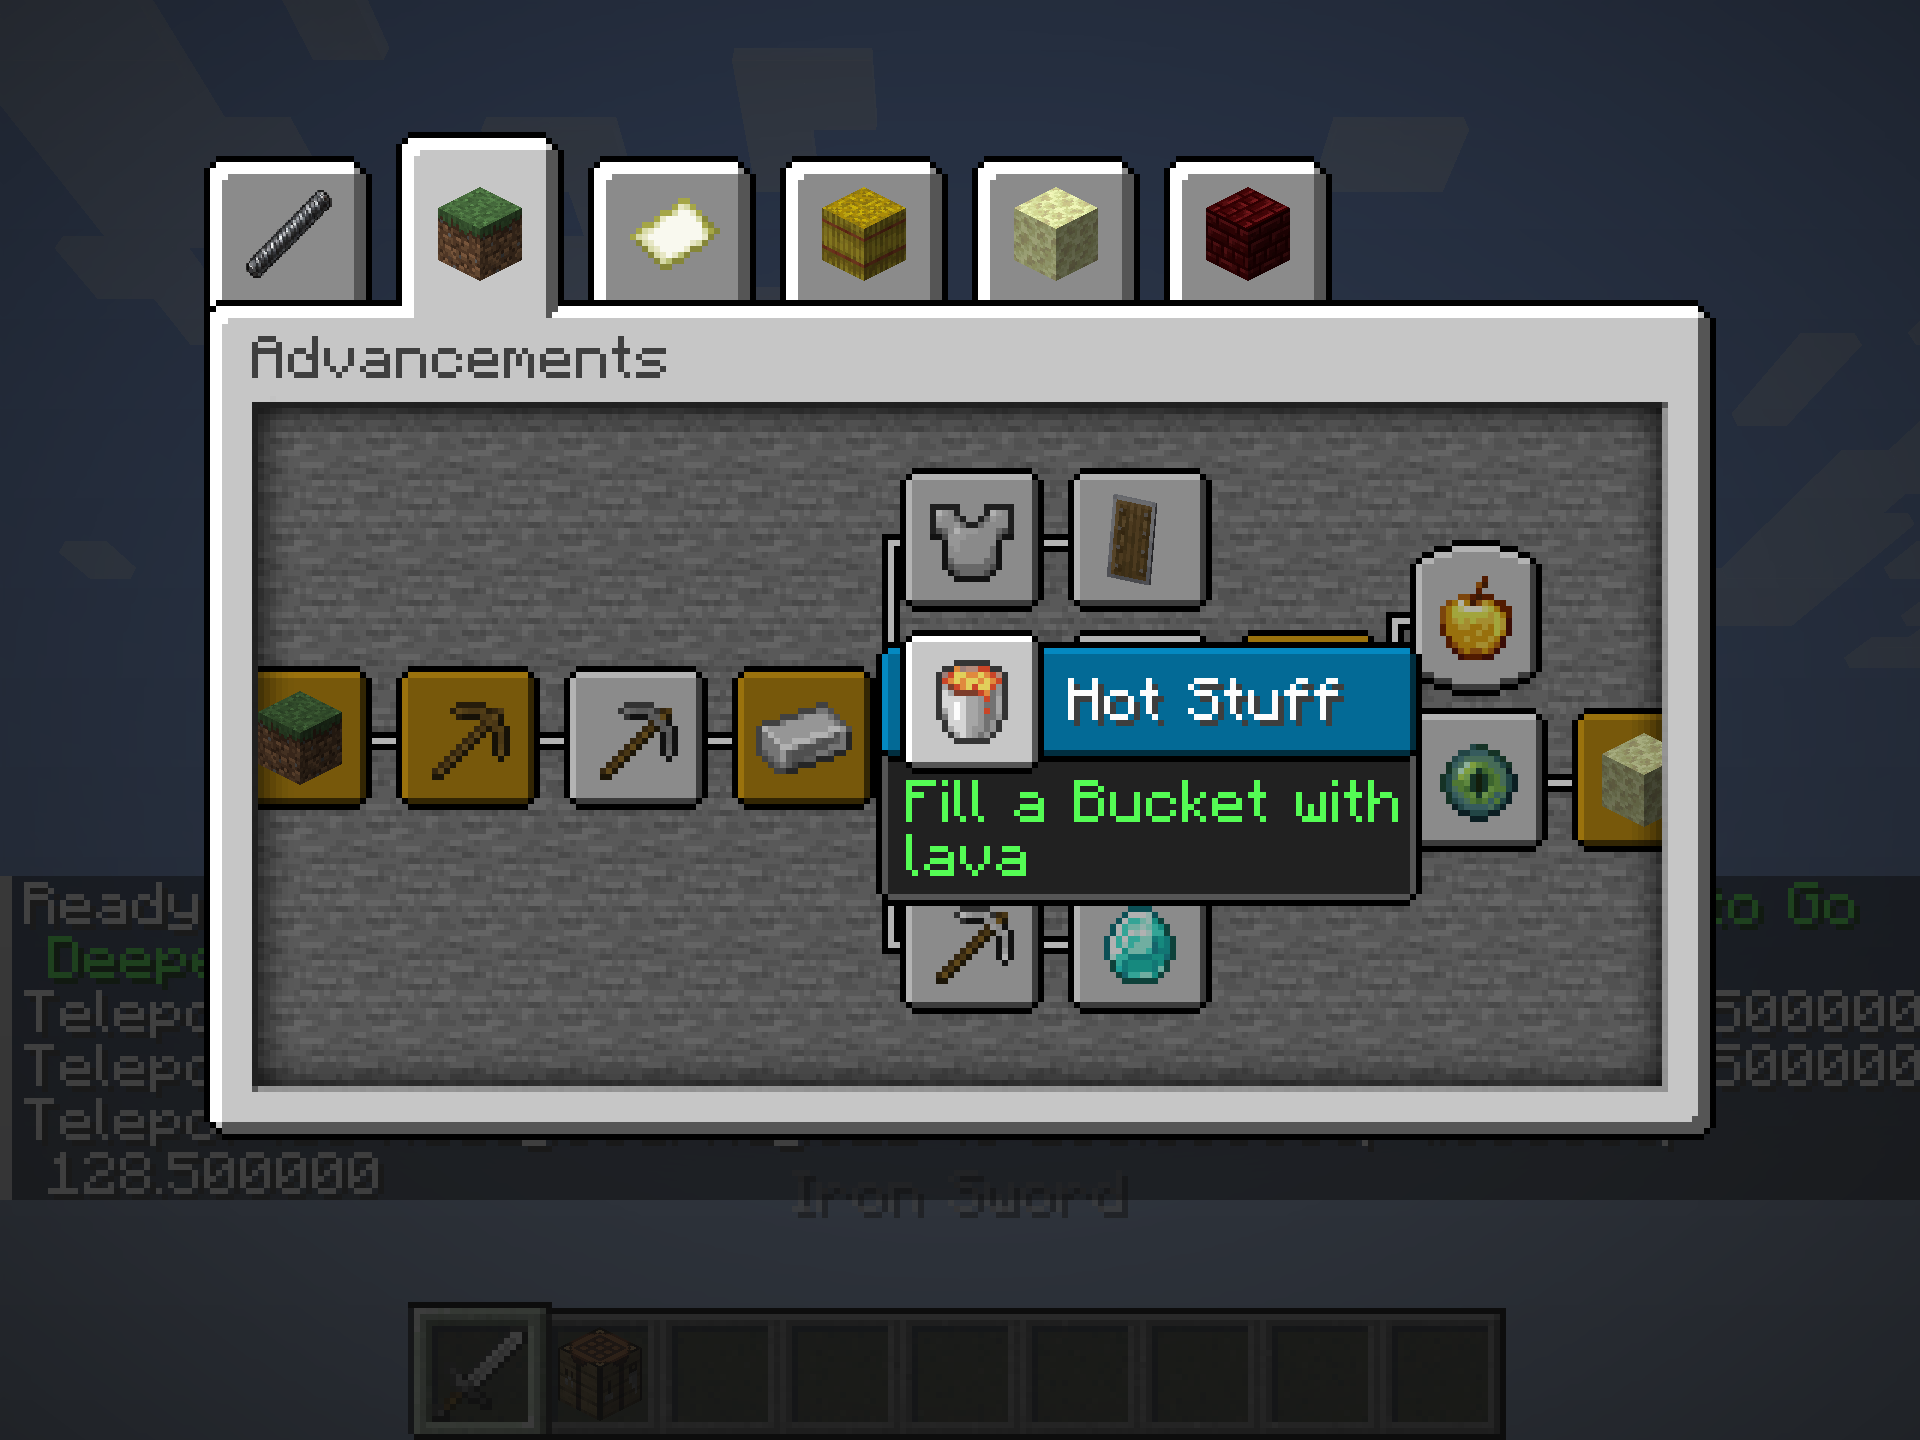 Advancements
Hot Stuff
Fill a Bucket with
lava
Ready
to Go
Telepo
500000
Telepo
500000
Telepo
128.500000
Iron Sword